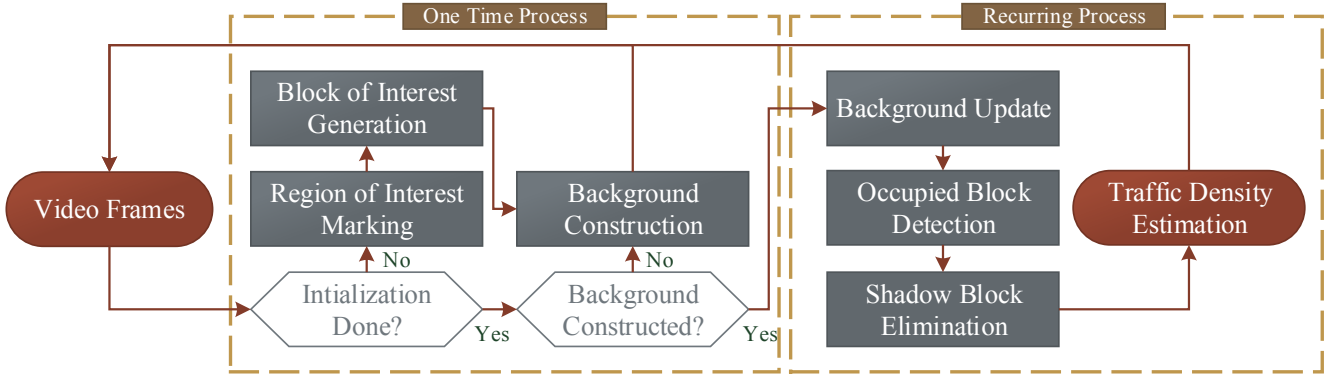 One Time Process
Recurring Process
Video Frames
Block of Interest
Generation
Region of Interest
Marking
No
Intialization
Done?
Yes
Background
Construction
No
Background
Constructed?
Yes
Background Update
Occupied Block
Detection
Shadow Block
Elimination
Traffic Density
Estimation